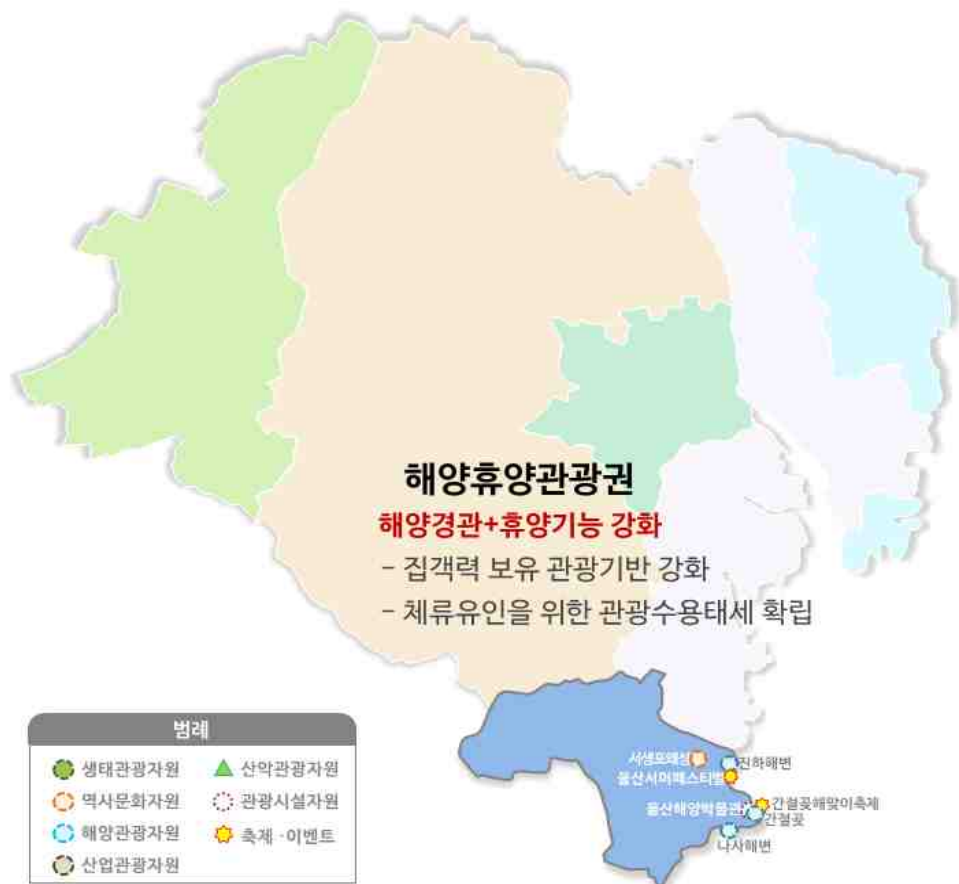 해양휴양관광권
해양경관+휴양기능 강화
- 집객력 보유 관광기반 강화
- 체류유인을 위한 관광수용태세 확립
서생포왜성
진하해변
울산서머페스티벌
간절곶해맞이축제
울산해양박물관
간절곶
나사해변
범례
생태관광자원
산악관광자원
역사문화자원
관광시설자원
해양관광자원
축제·이벤트
산업관광자원